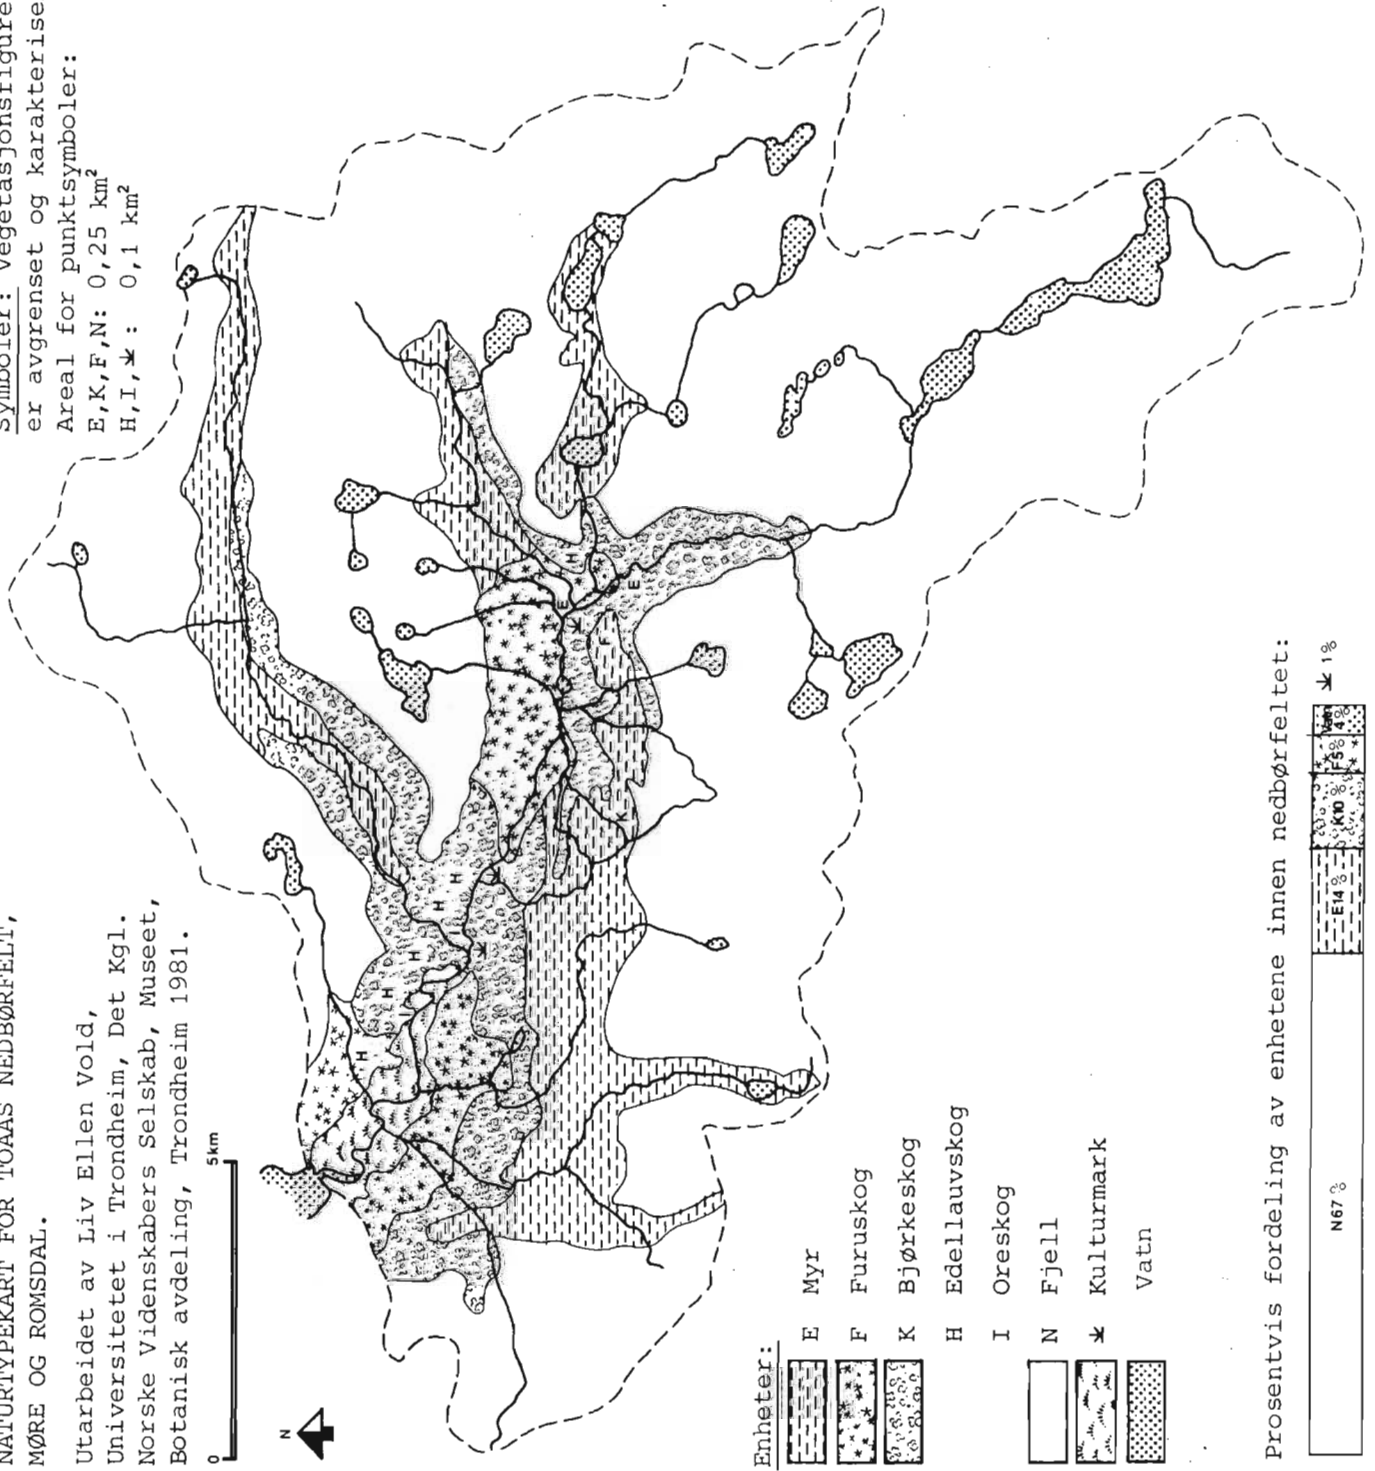 NATURTYPEKART FOR TOAAS NEDBØRFELT,
MØRE OG ROMSDAL.
Utarbeidet av Liv Ellen Vold,
Universitetet i Trondheim, Det Kgl.
Norske Videnskabers Selskab, Museet,
Botanisk avdeling, Trondheim 1981.
Symboler: Vegetasjonsfigure
er avgrenset og karakterise
Areal for punktsymboler:
E,K,F,N: 0,25 km²
H,I, : 0,1 km²
0 5km
N
H
H
H
H
H
H
I
I
K
F
E
E
H
Enheter:
E Myr
F Furuskog
K Bjørkeskog
H Edellauvskog
I Oreskog
N Fjell
Kulturmark
Vatn
Prosentvis fordeling av enhetene innen nedbørfeltet:
N67% E14% K10% F5% Vatn 4% 1%